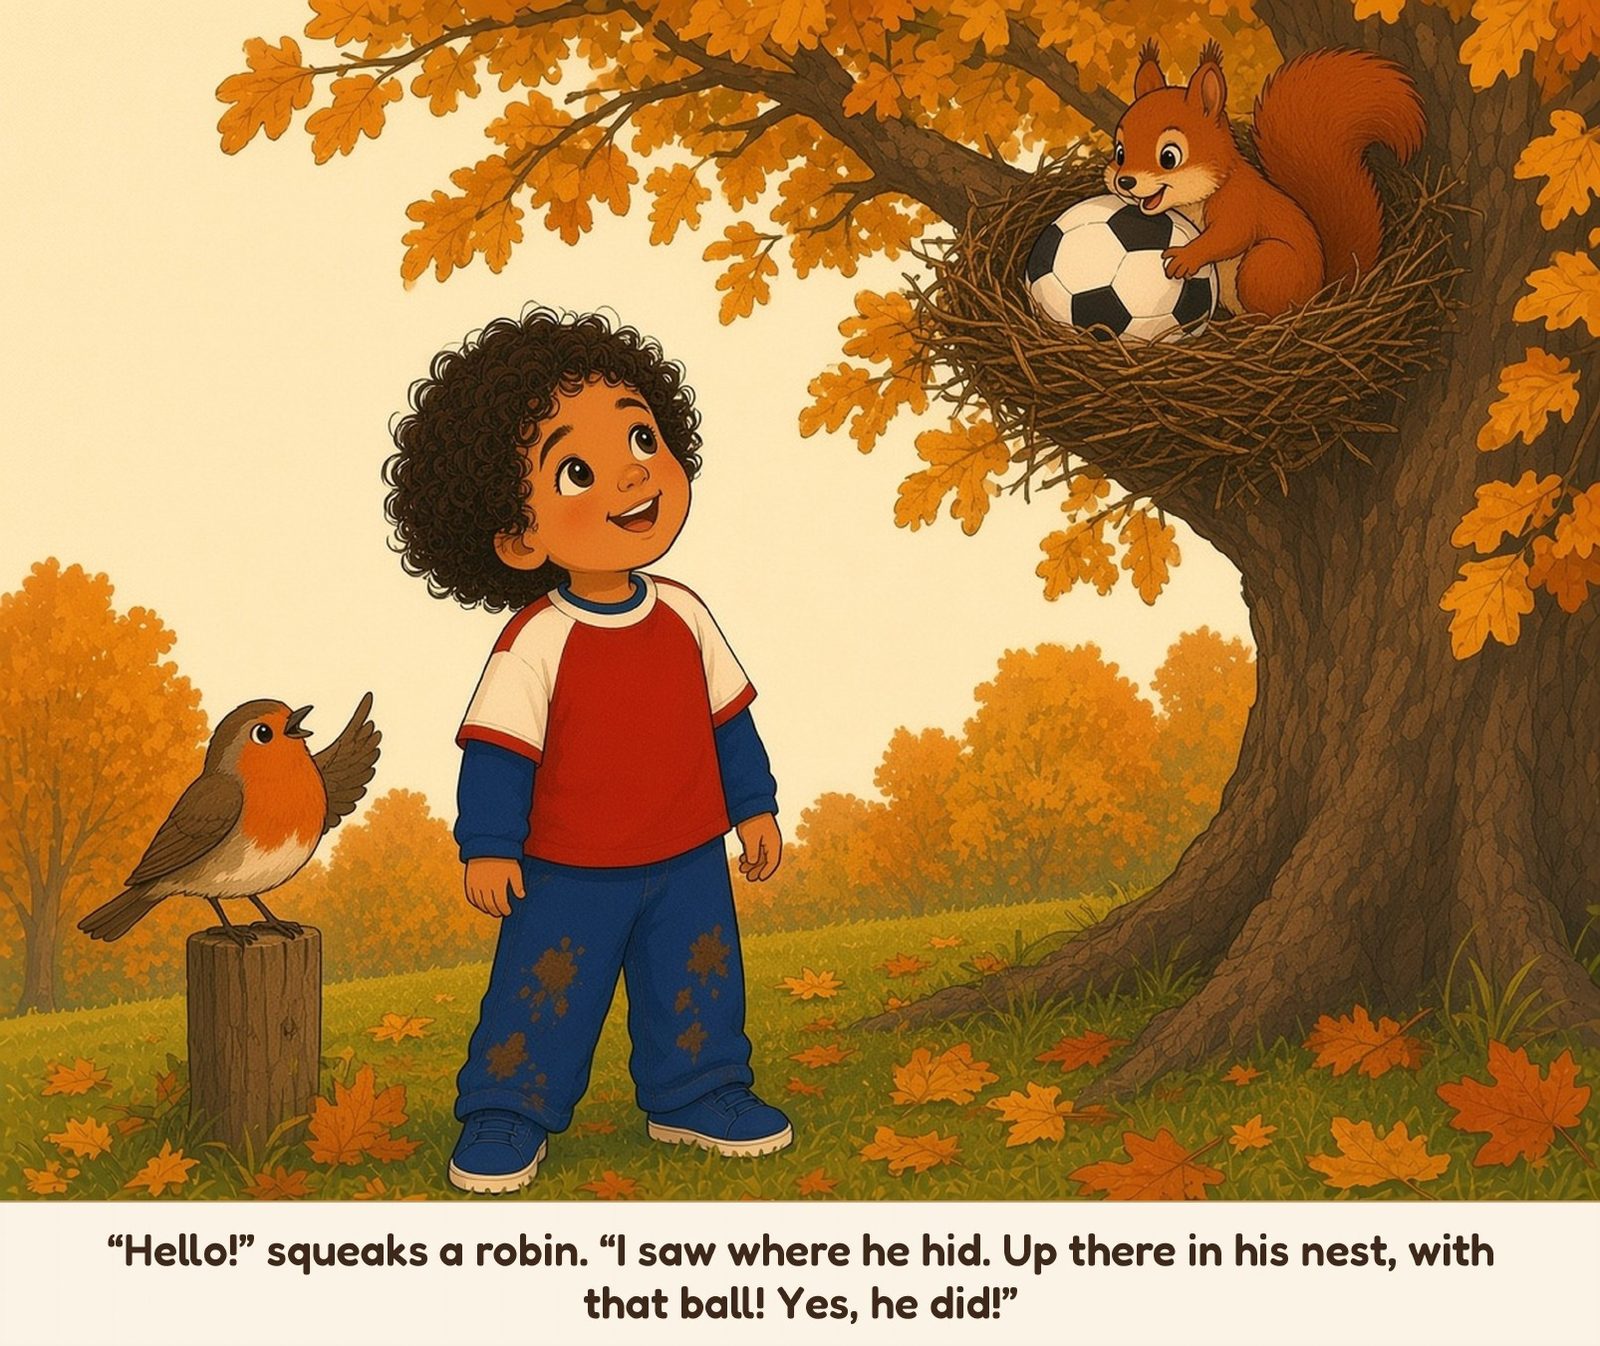 “Hello!” squeaks a robin. “I saw where he hid. Up there in his nest, with
that ball! Yes, he did!”